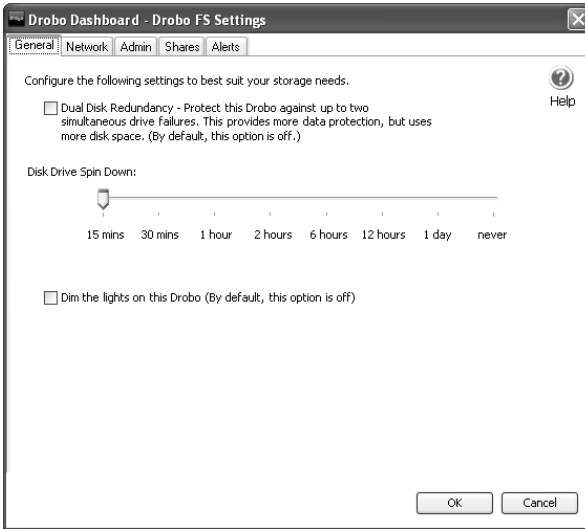 Drobo Dashboard - Drobo FS Settings
General Network Admin Shares Alerts
Configure the following settings to best suit your storage needs.
Help
Dual Disk Redundancy - Protect this Drobo against up to two
simultaneous drive failures. This provides more data protection, but uses
more disk space. (By default, this option is off.)
Disk Drive Spin Down:
15 mins 30 mins 1 hour 2 hours 6 hours 12 hours 1 day never
Dim the lights on this Drobo (By default, this option is off)
OK Cancel